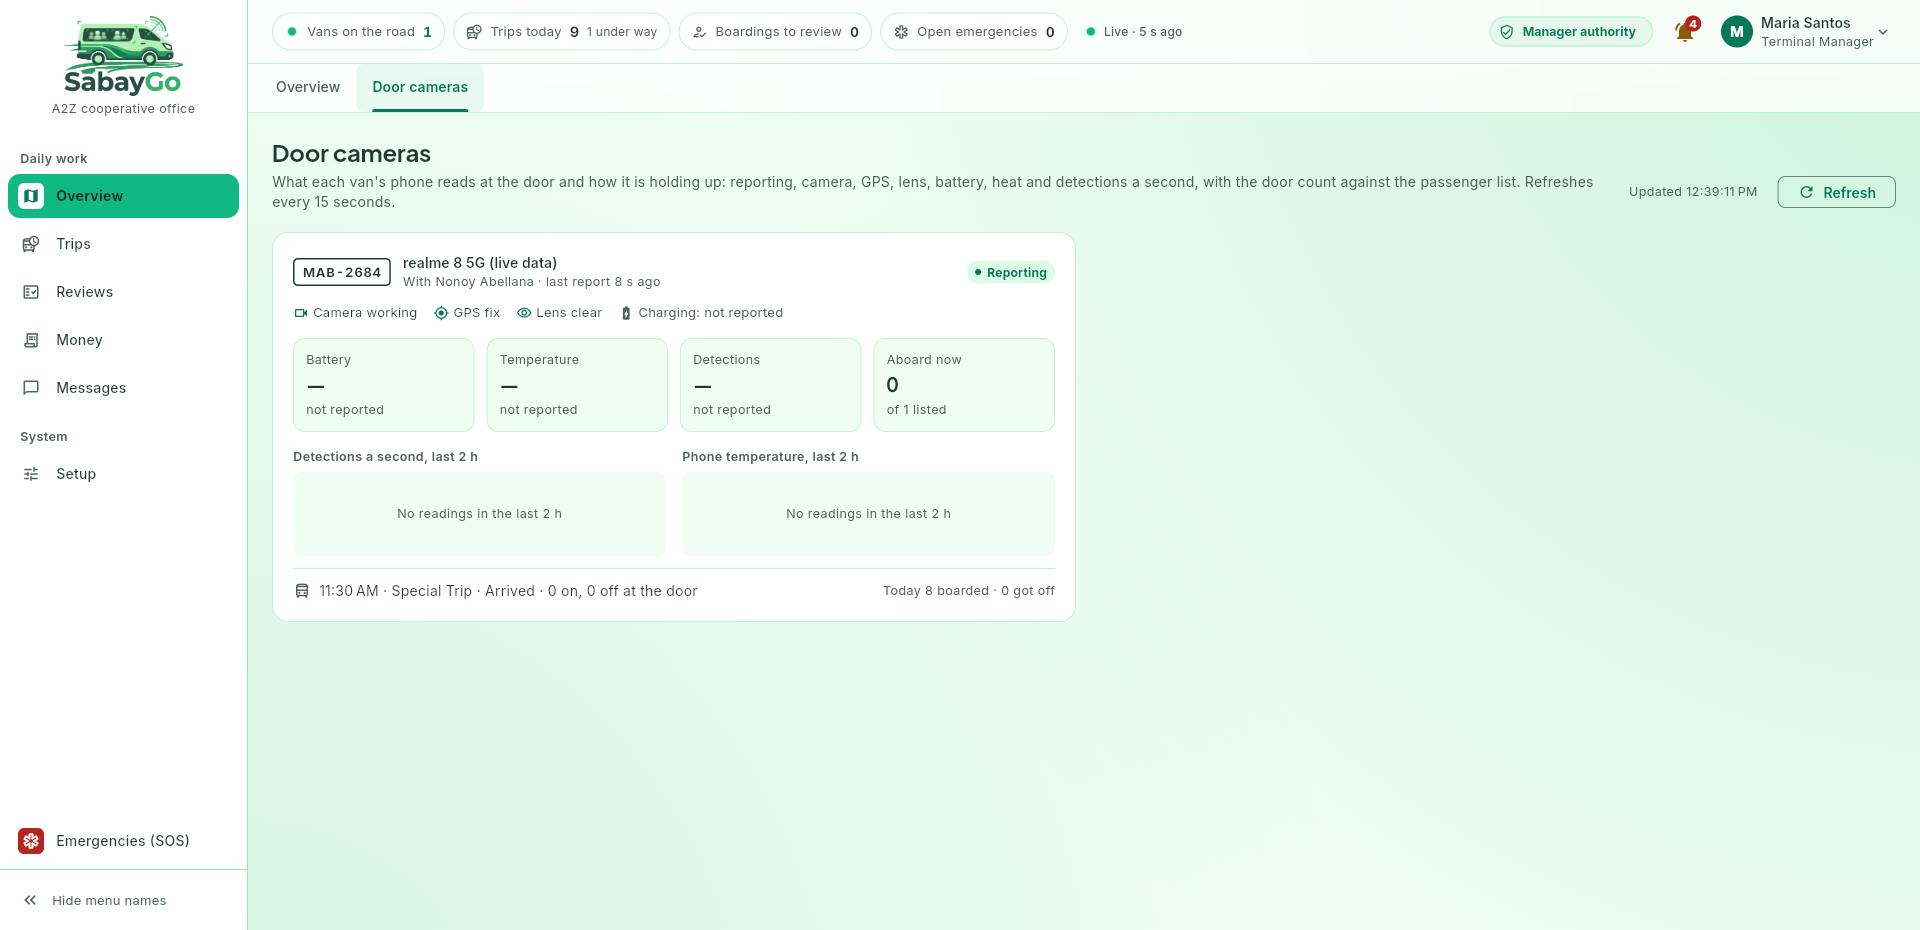 SabayGo
A2Z cooperative office
Daily work
Overview
Trips
Reviews
Money
Messages
System
Setup
Emergencies (SOS)
Hide menu names
Vans on the road 1
Trips today 9 1 under way
Boardings to review 0
Open emergencies 0
Live · 5 s ago
Manager authority
4
M
Maria Santos
Terminal Manager
Overview
Door cameras
Door cameras
What each van's phone reads at the door and how it is holding up: reporting, camera, GPS, lens, battery, heat and detections a second, with the door count against the passenger list. Refreshes
every 15 seconds.
Updated 12:39:11 PM
Refresh
MAB-2684
realme 8 5G (live data)
With Nonoy Abellana · last report 8 s ago
Reporting
Camera working
GPS fix
Lens clear
Charging: not reported
Battery
—
not reported
Temperature
—
not reported
Detections
—
not reported
Aboard now
0
of 1 listed
Detections a second, last 2 h
No readings in the last 2 h
Phone temperature, last 2 h
No readings in the last 2 h
11:30 AM · Special Trip · Arrived · 0 on, 0 off at the door
Today 8 boarded · 0 got off